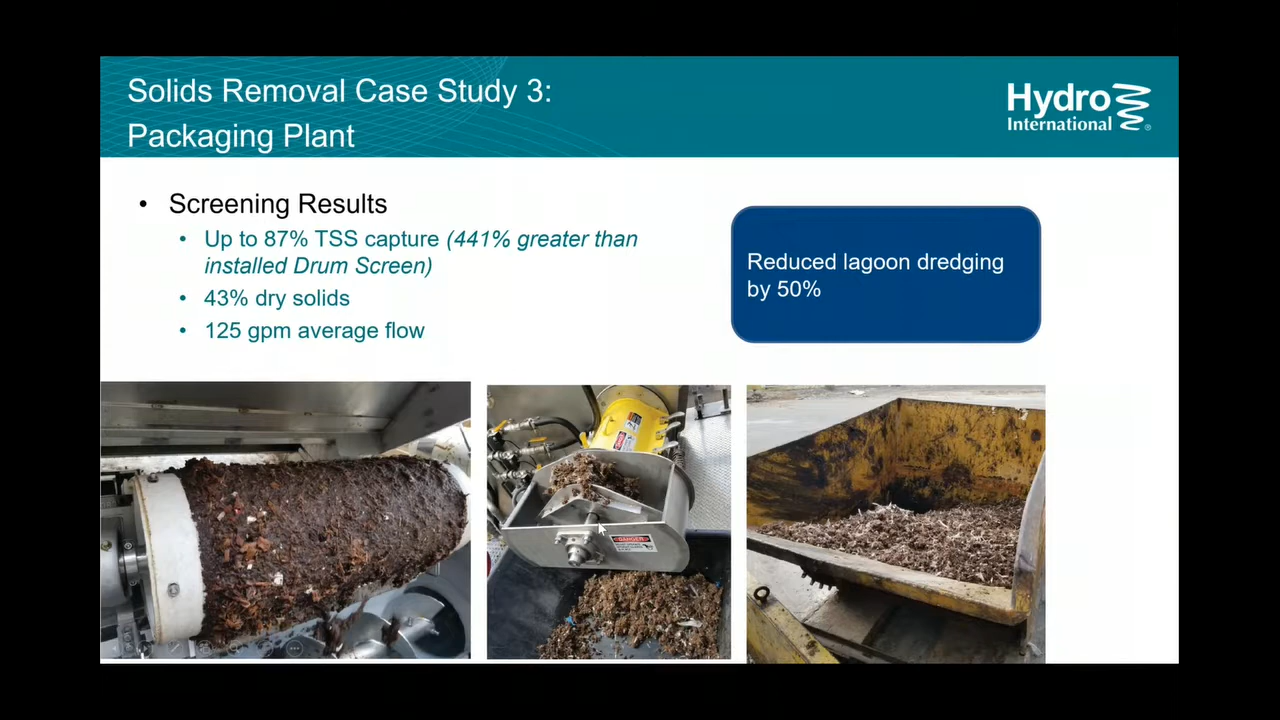 Solids Removal Case Study 3:
Packaging Plant
Hydro
International
®
• Screening Results
• Up to 87% TSS capture (441% greater than
installed Drum Screen)
• 43% dry solids
• 125 gpm average flow
Reduced lagoon dredging
by 50%
DANGER